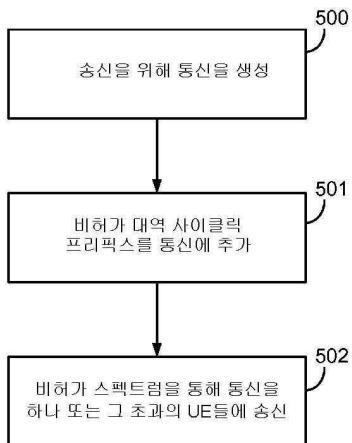 500
송신을 위해 통신을 생성
501
비허가 대역 사이클릭
프리픽스를 통신에 추가
502
비허가 스펙트럼을 통해 통신을
하나 또는 그 초과의 UE들에 송신